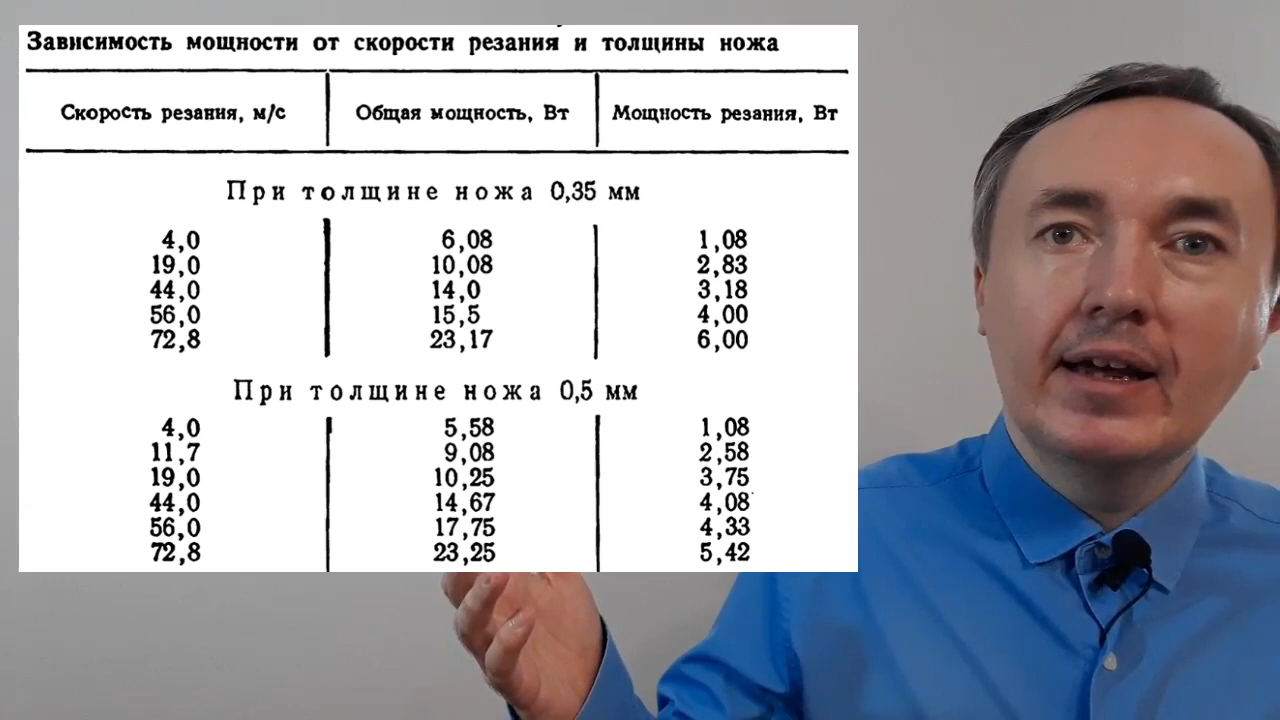 Зависимость мощности от скорости резания и толщины ножа
Скорость резания, м/с Общая мощность, Вт Мощность резания, Вт
При толщине ножа 0,35 мм
4,0 6,08 1,08
19,0 10,08 2,83
44,0 14,0 3,18
56,0 15,5 4,00
72,8 23,17 6,00
При толщине ножа 0,5 мм
4,0 5,58 1,08
11,7 9,08 2,58
19,0 10,25 3,75
44,0 14,67 4,08
56,0 17,75 4,33
72,8 23,25 5,42